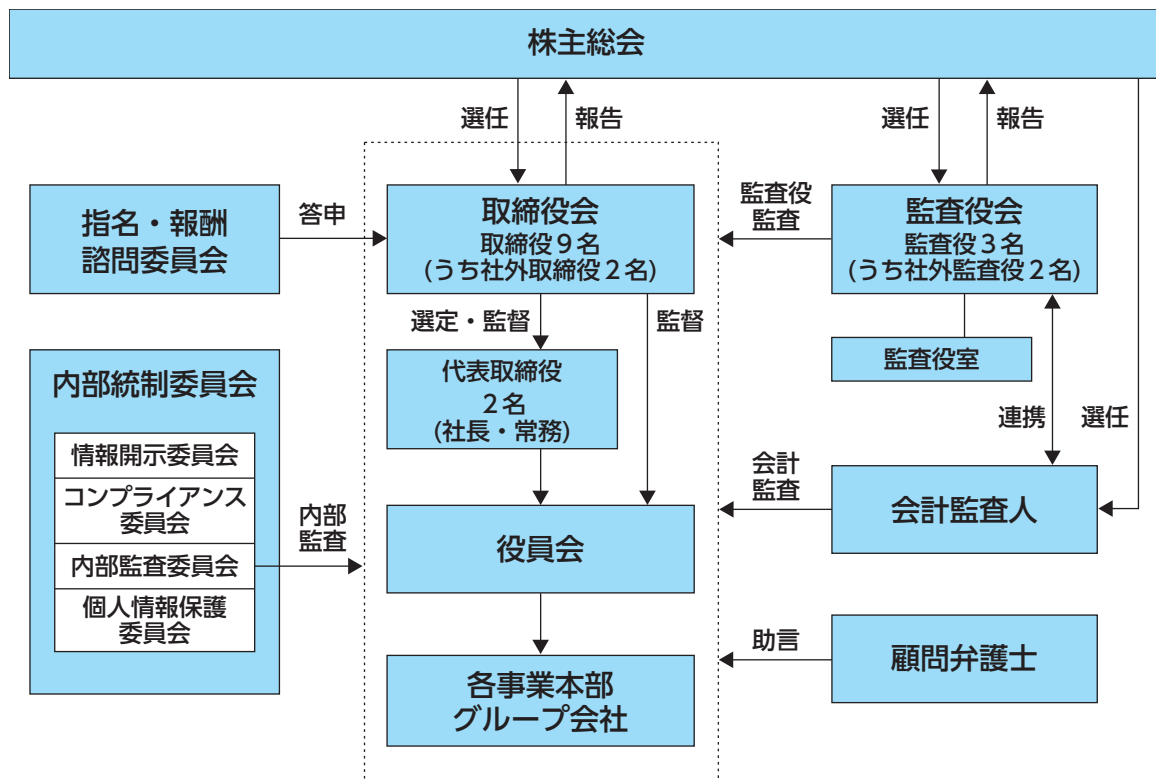 株主総会
選任
報告
選任
報告
指名・報酬
諮問委員会
答申
取締役会
取締役9名
(うち社外取締役2名)
監査役
監査
監査役会
監査役3名
(うち社外監査役2名)
選定・監督
監督
監査役室
内部統制委員会
情報開示委員会
コンプライアンス
委員会
内部監査委員会
個人情報保護
委員会
代表取締役
2名
(社長・常務)
連携
選任
内部
監査
役員会
会計
監査
会計監査人
各事業本部
グループ会社
助言
顧問弁護士